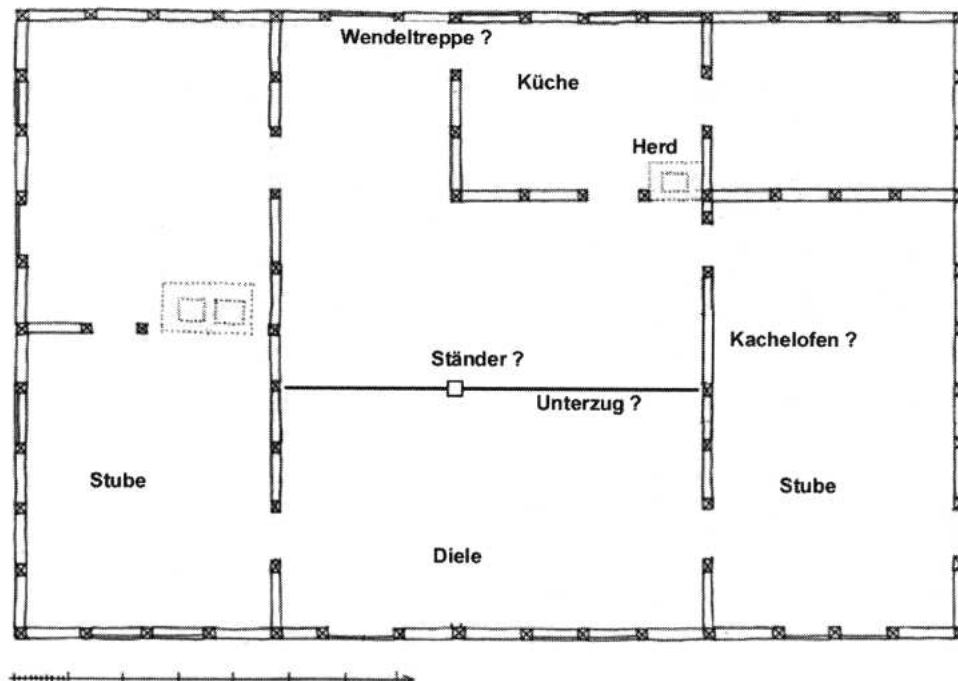 Wendeltreppe ?
Küche
Herd
Kachelofen ?
Ständer ?
Unterzug ?
Stube
Stube
Diele